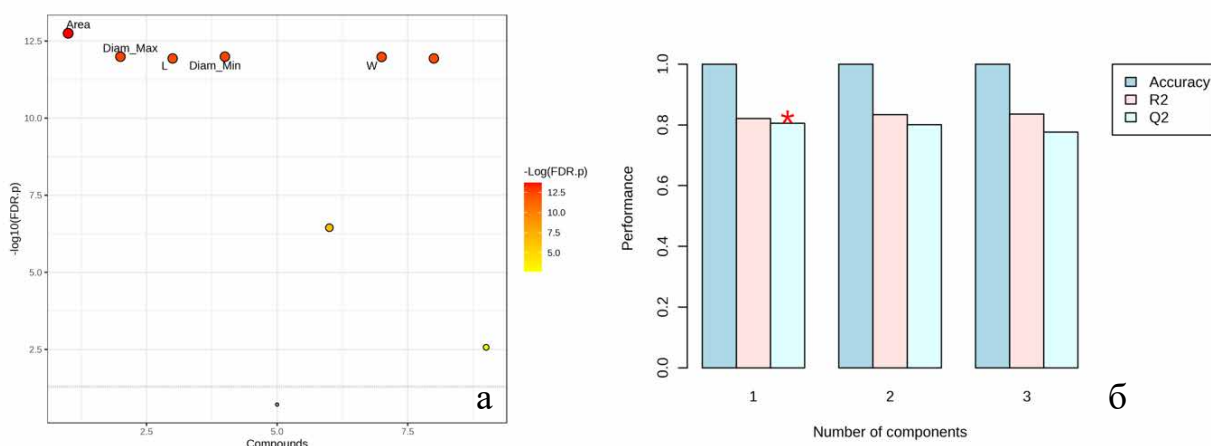 Area
Diam_Max
L
Diam_Min
W
12.5
10.0
7.5
5.0
2.5
-log10(FDR.p)
2.5
5.0
7.5
Compounds
-Log(FDR.p)
12.5
10.0
7.5
5.0
а
1.0
0.8
0.6
0.4
0.2
0.0
Performance
*
1
2
3
Number of components
Accuracy
R2
Q2
б